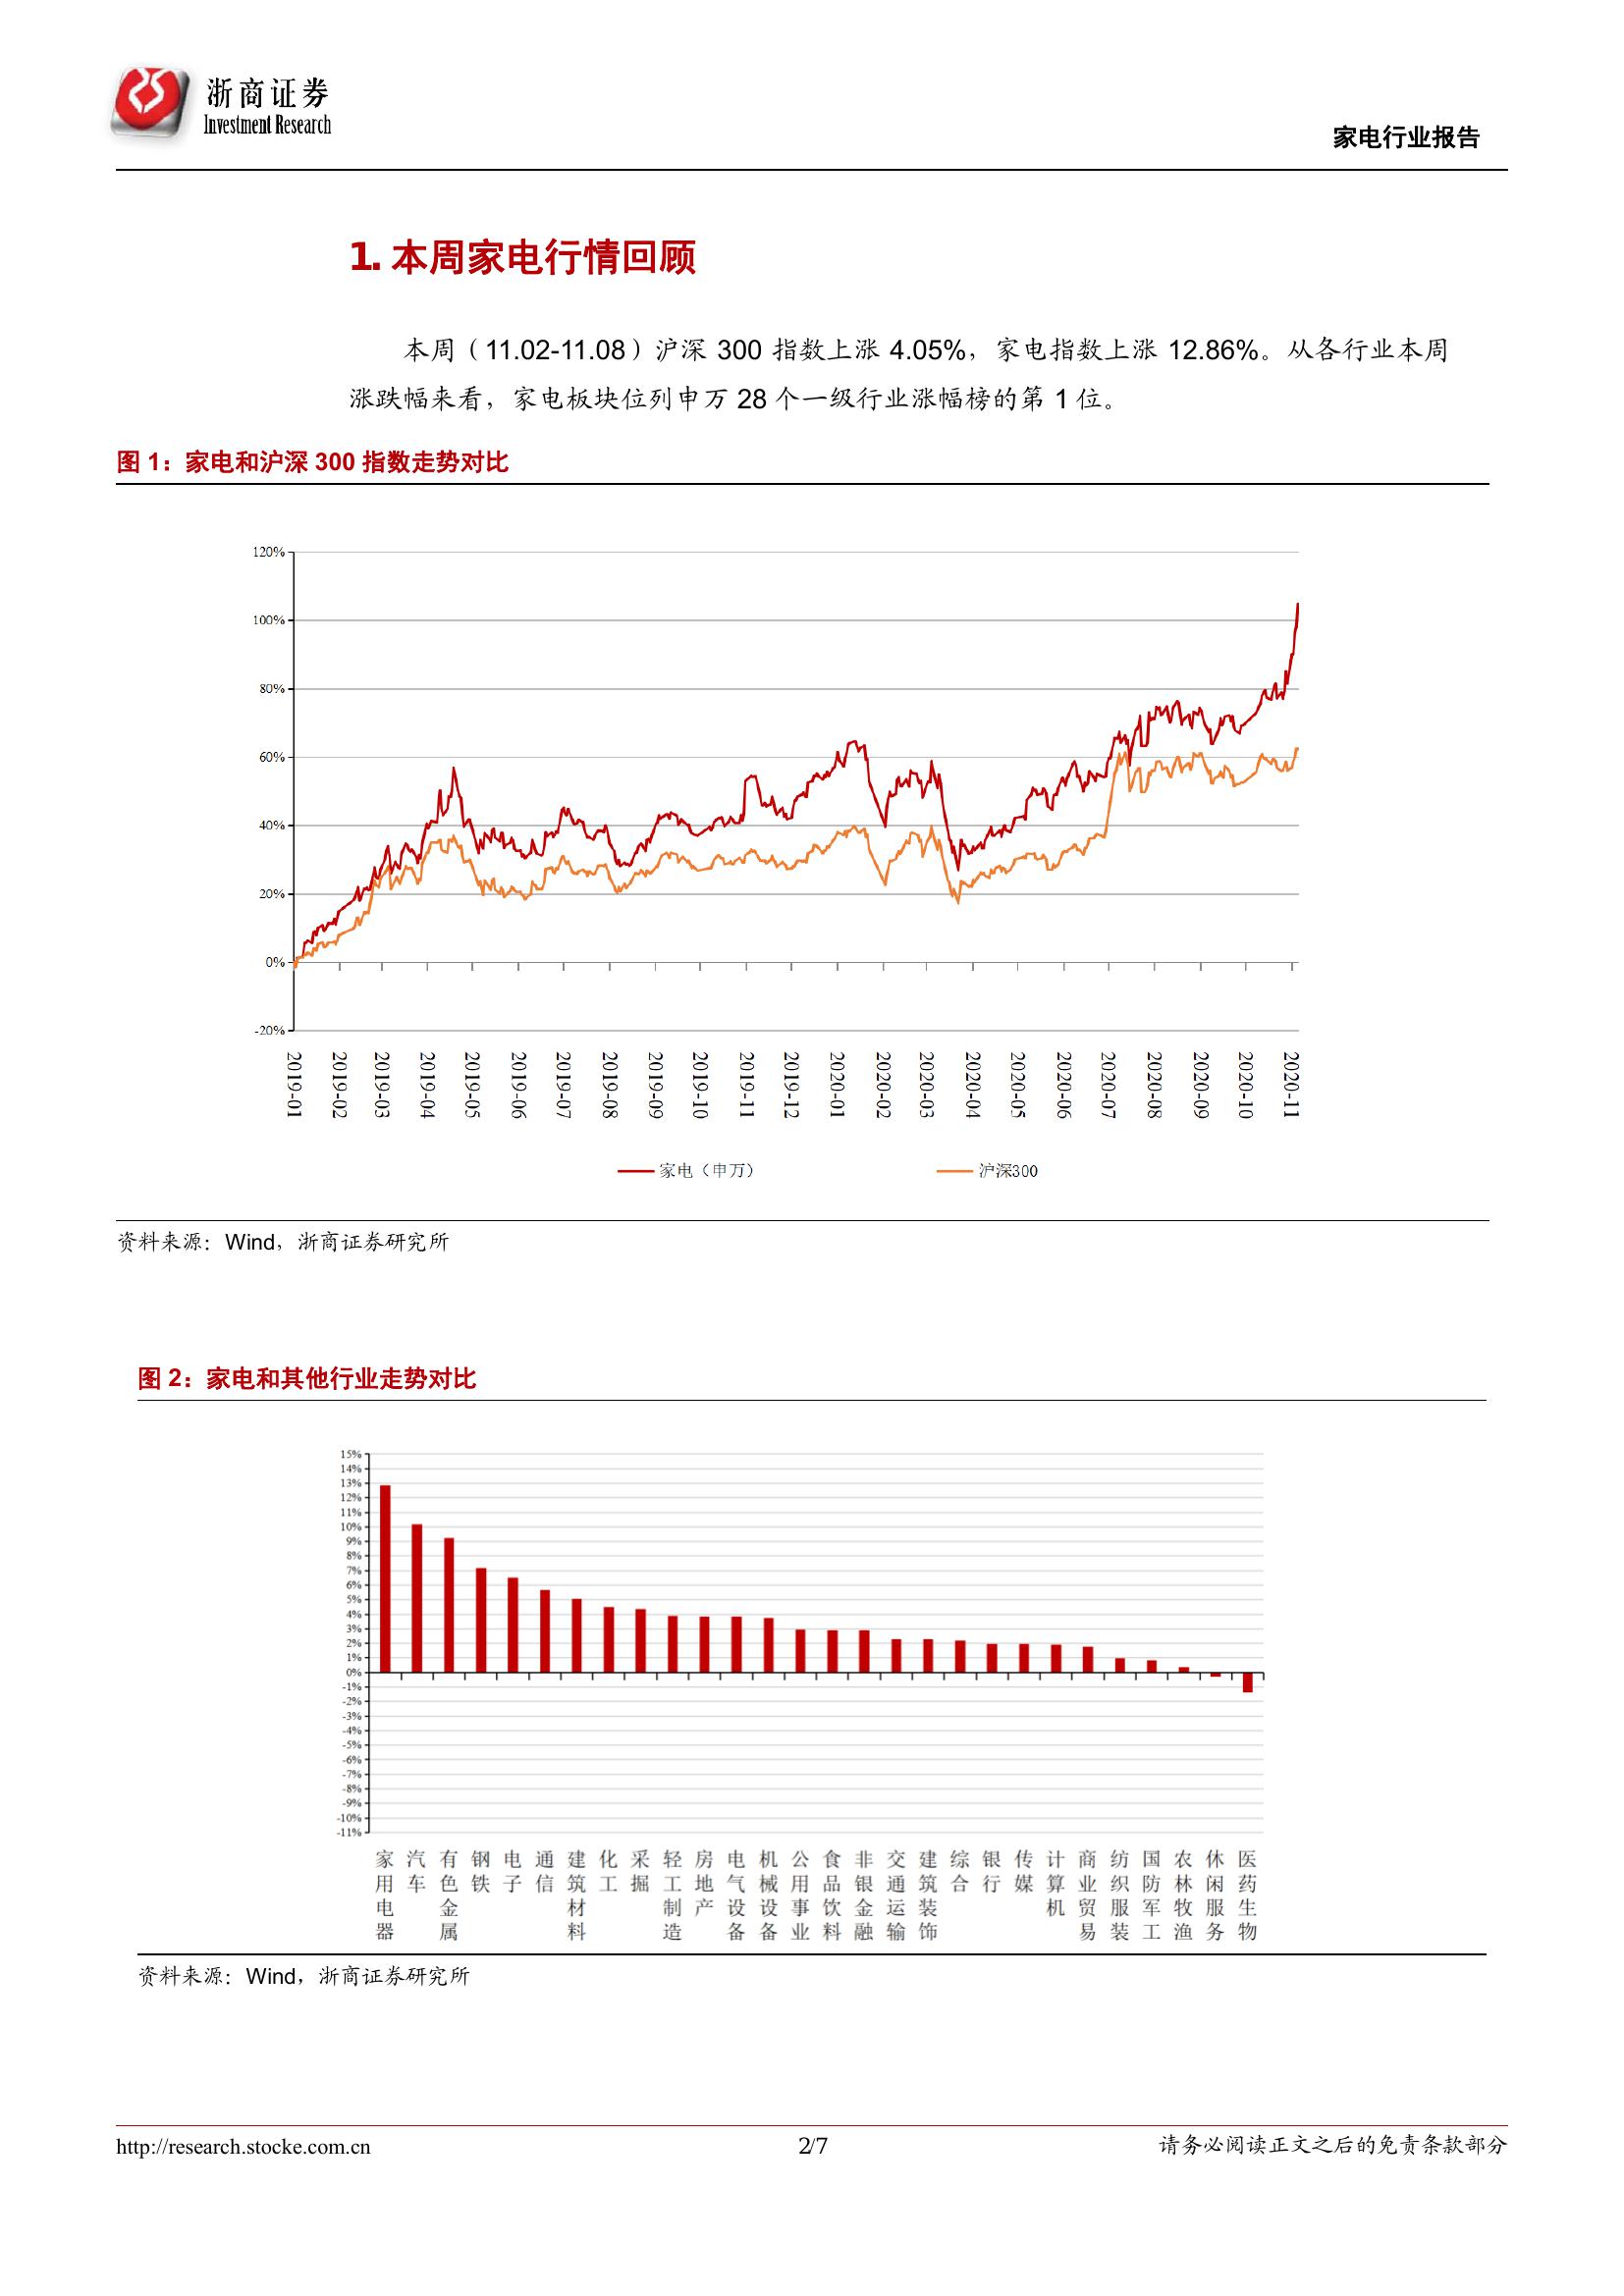 浙商证券
Investment Research
家电行业报告
1. 本周家电行情回顾
本周（11.02-11.08）沪深 300 指数上涨 4.05%，家电指数上涨 12.86%。从各行业本周
涨跌幅来看，家电板块位列申万 28 个一级行业涨幅榜的第 1 位。
图 1：家电和沪深 300 指数走势对比
120%
100%
80%
60%
40%
20%
0%
-20%
2019-01
2019-02
2019-03
2019-04
2019-05
2019-06
2019-07
2019-08
2019-09
2019-10
2019-11
2019-12
2020-01
2020-02
2020-03
2020-04
2020-05
2020-06
2020-07
2020-08
2020-09
2020-10
2020-11
家电（申万） 沪深300
资料来源：Wind，浙商证券研究所
图 2：家电和其他行业走势对比
15%
14%
13%
12%
11%
10%
9%
8%
7%
6%
5%
4%
3%
2%
1%
0%
-1%
-2%
-3%
-4%
-5%
-6%
-7%
-8%
-9%
-10%
-11%
家用电器
汽车
有色金属
钢铁
电子
通信
建筑材料
化工
采掘
轻工制造
房地产
电气设备
机械设备
公用事业
食品饮料
非银金融
交通运输
建筑装饰
综合
银行
传媒
计算机
商业贸易
纺织服装
国防军工
农林牧渔
休闲服务
医药生物
资料来源：Wind，浙商证券研究所
http://research.stocke.com.cn 2/7 请务必阅读正文之后的免责条款部分